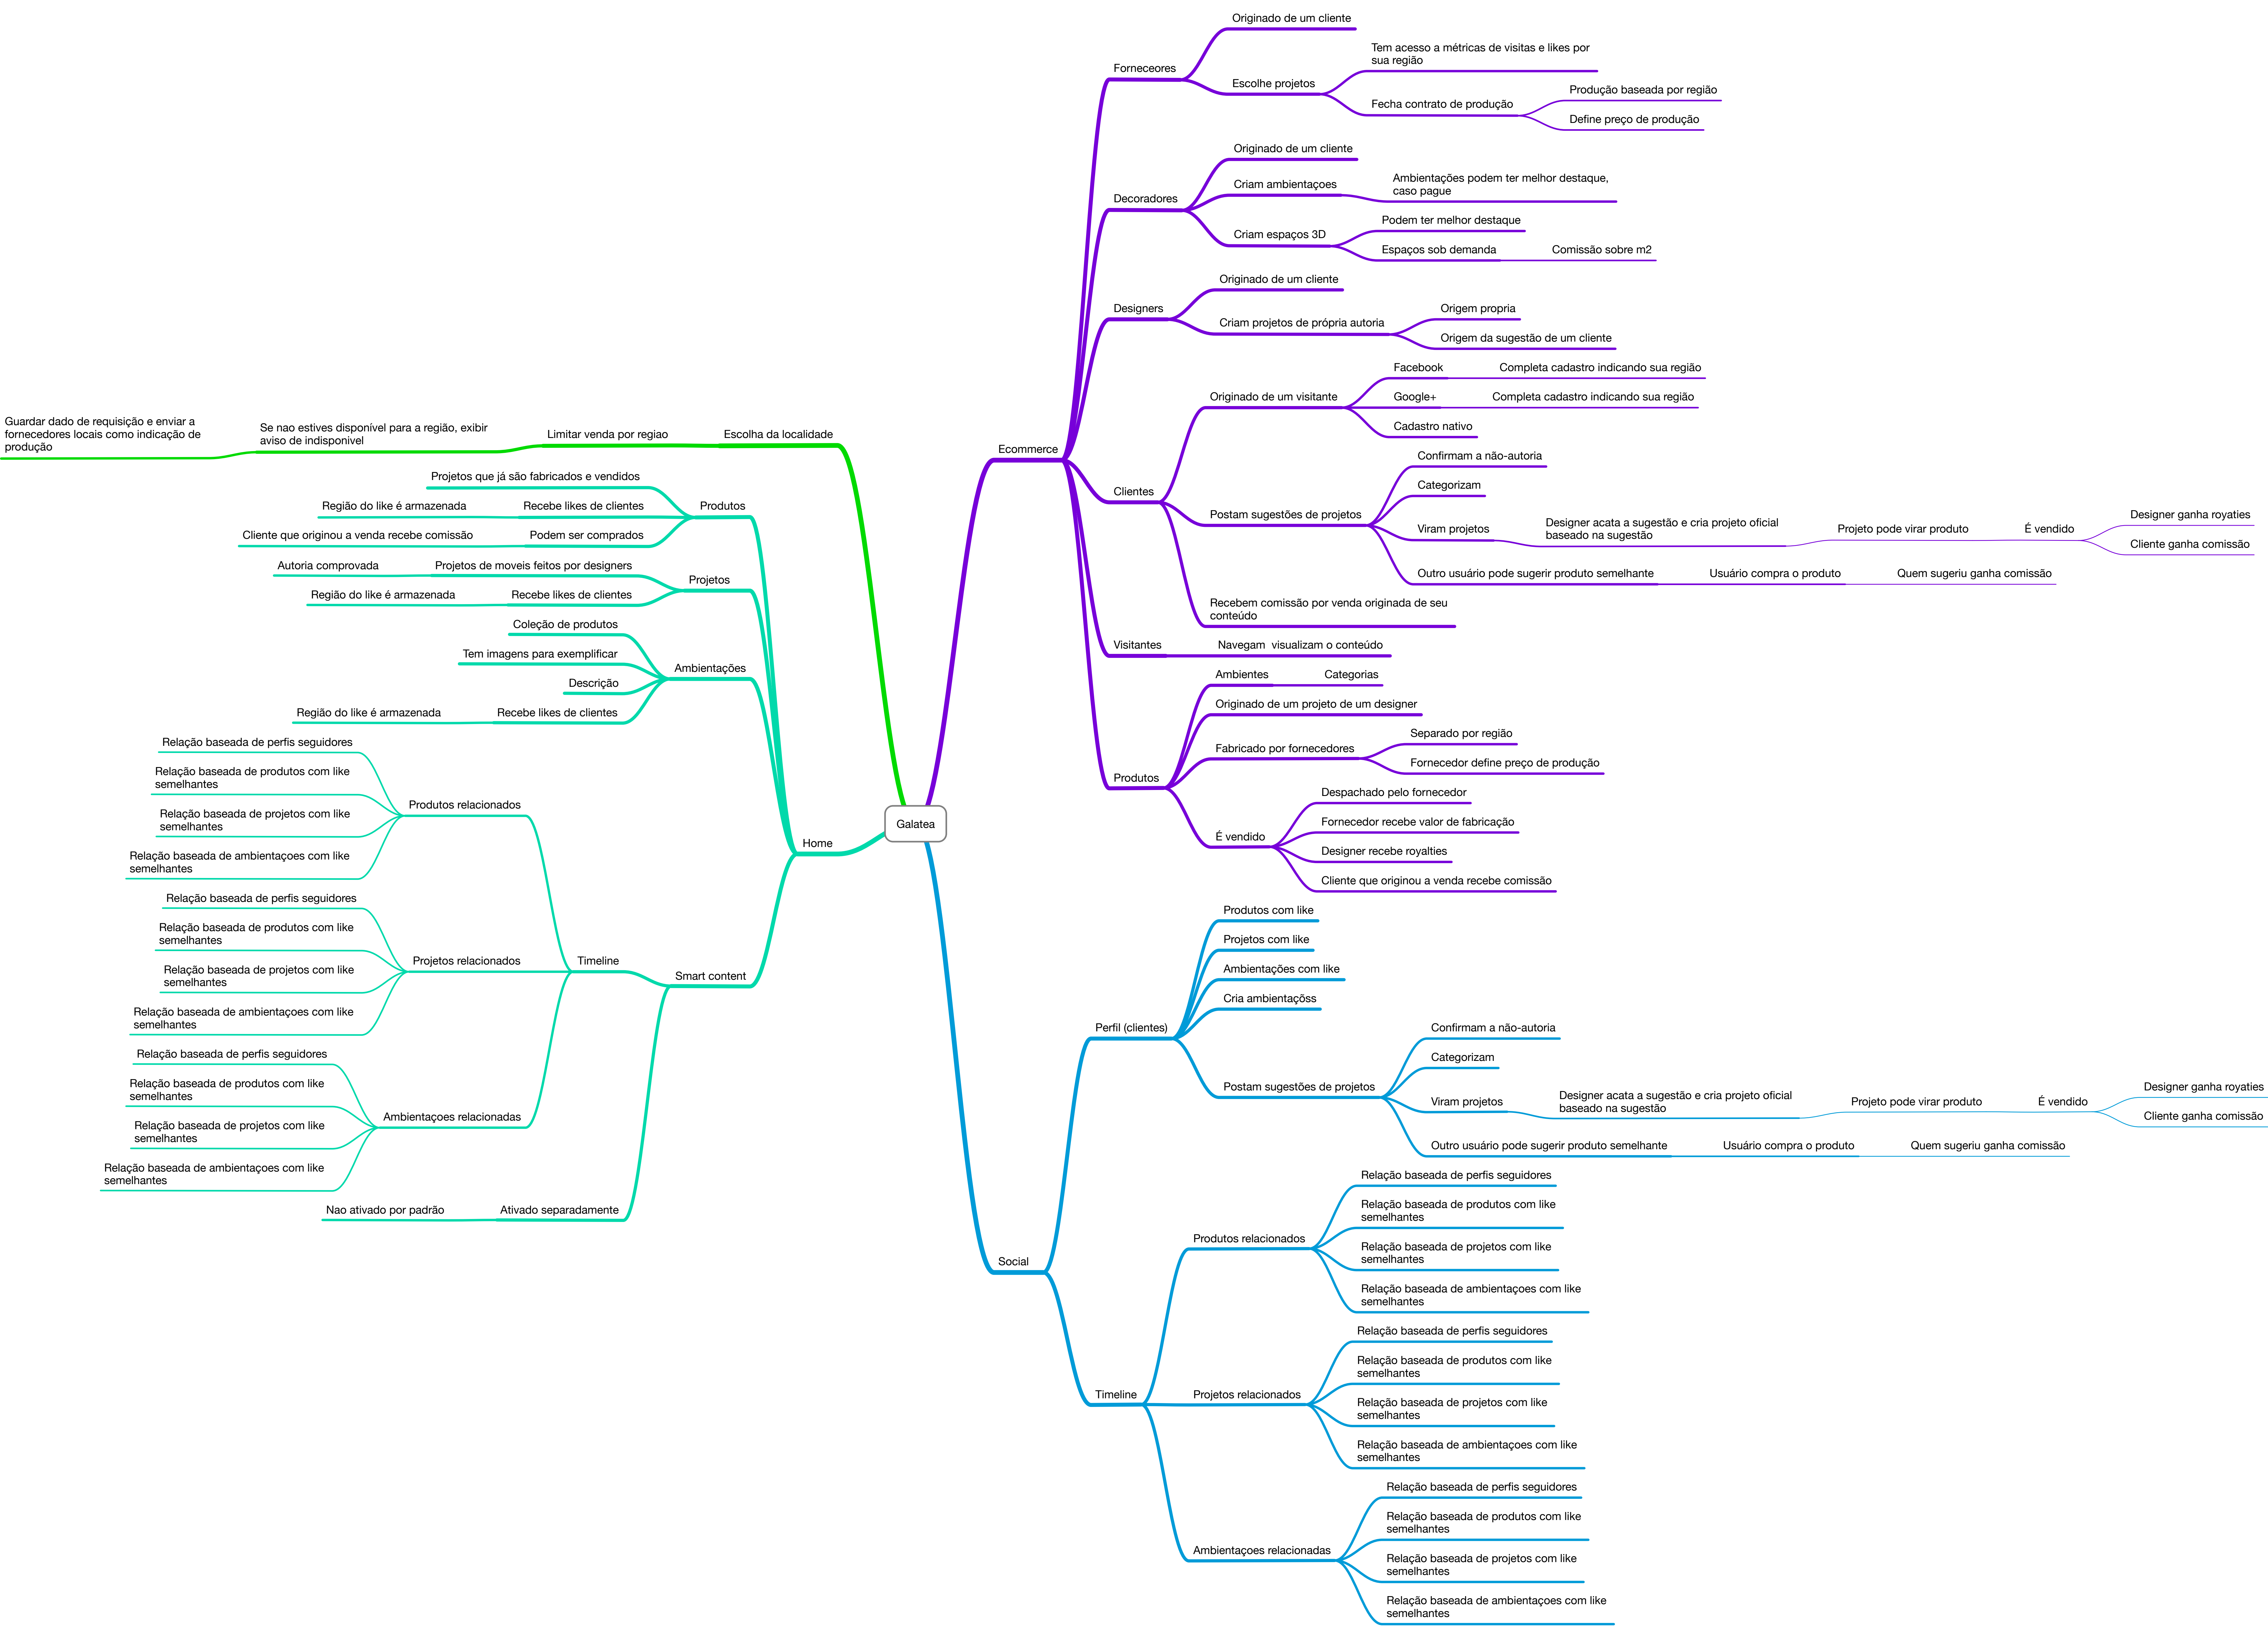 Galatea
Ecommerce
Forneceores
Originado de um cliente
Escolhe projetos
Tem acesso a métricas de visitas e likes por
sua região
Fecha contrato de produção
Produção baseada por região
Define preço de produção
Decoradores
Originado de um cliente
Criam ambientaçoes
Ambientações podem ter melhor destaque,
caso pague
Criam espaços 3D
Podem ter melhor destaque
Espaços sob demanda
Comissão sobre m2
Designers
Originado de um cliente
Criam projetos de própria autoria
Origem propria
Origem da sugestão de um cliente
Clientes
Originado de um visitante
Facebook
Completa cadastro indicando sua região
Google+
Completa cadastro indicando sua região
Cadastro nativo
Postam sugestões de projetos
Confirmam a não-autoria
Categorizam
Viram projetos
Designer acata a sugestão e cria projeto oficial
baseado na sugestão
Projeto pode virar produto
É vendido
Designer ganha royaties
Cliente ganha comissão
Outro usuário pode sugerir produto semelhante
Usuário compra o produto
Quem sugeriu ganha comissão
Recebem comissão por venda originada de seu
conteúdo
Visitantes
Navegam  visualizam o conteúdo
Produtos
Ambientes
Categorias
Originado de um projeto de um designer
Fabricado por fornecedores
Separado por região
Fornecedor define preço de produção
É vendido
Despachado pelo fornecedor
Fornecedor recebe valor de fabricação
Designer recebe royalties
Cliente que originou a venda recebe comissão
Social
Perfil (clientes)
Produtos com like
Projetos com like
Ambientações com like
Cria ambientaçõss
Postam sugestões de projetos
Confirmam a não-autoria
Categorizam
Viram projetos
Designer acata a sugestão e cria projeto oficial
baseado na sugestão
Projeto pode virar produto
É vendido
Designer ganha royaties
Cliente ganha comissão
Outro usuário pode sugerir produto semelhante
Usuário compra o produto
Quem sugeriu ganha comissão
Timeline
Produtos relacionados
Relação baseada de perfis seguidores
Relação baseada de produtos com like
semelhantes
Relação baseada de projetos com like
semelhantes
Relação baseada de ambientaçoes com like
semelhantes
Projetos relacionados
Relação baseada de perfis seguidores
Relação baseada de produtos com like
semelhantes
Relação baseada de projetos com like
semelhantes
Relação baseada de ambientaçoes com like
semelhantes
Ambientaçoes relacionadas
Relação baseada de perfis seguidores
Relação baseada de produtos com like
semelhantes
Relação baseada de projetos com like
semelhantes
Relação baseada de ambientaçoes com like
semelhantes
Escolha da localidade
Limitar venda por regiao
Se nao estives disponível para a região, exibir
aviso de indisponivel
Guardar dado de requisição e enviar a
fornecedores locais como indicação de
produção
Home
Produtos
Projetos que já são fabricados e vendidos
Recebe likes de clientes
Região do like é armazenada
Podem ser comprados
Cliente que originou a venda recebe comissão
Projetos
Projetos de moveis feitos por designers
Autoria comprovada
Recebe likes de clientes
Região do like é armazenada
Ambientações
Coleção de produtos
Tem imagens para exemplificar
Descrição
Recebe likes de clientes
Região do like é armazenada
Smart content
Timeline
Produtos relacionados
Relação baseada de perfis seguidores
Relação baseada de produtos com like
semelhantes
Relação baseada de projetos com like
semelhantes
Relação baseada de ambientaçoes com like
semelhantes
Projetos relacionados
Relação baseada de perfis seguidores
Relação baseada de produtos com like
semelhantes
Relação baseada de projetos com like
semelhantes
Relação baseada de ambientaçoes com like
semelhantes
Ambientaçoes relacionadas
Relação baseada de perfis seguidores
Relação baseada de produtos com like
semelhantes
Relação baseada de projetos com like
semelhantes
Relação baseada de ambientaçoes com like
semelhantes
Ativado separadamente
Nao ativado por padrão